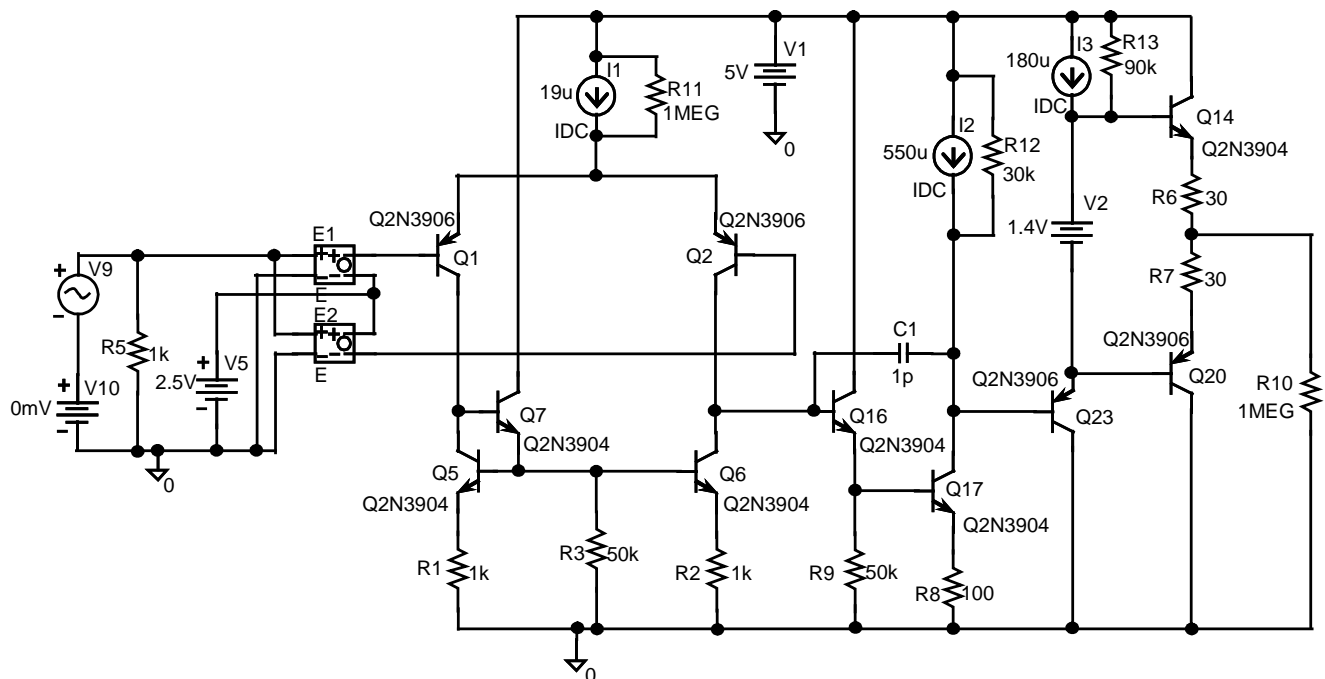 I1
19u
IDC
R11
1MEG
V1
5V
0
I2
550u
IDC
R12
30k
I3
180u
IDC
R13
90k
Q14
Q2N3904
R6
30
V2
1.4V
R7
30
Q2N3906
Q20
R10
1MEG
Q2N3906
Q23
V9
V10
0mV
R5
1k
0
V5
2.5V
E1
E
E2
E
Q2N3906
Q1
Q2N3906
Q2
C1
1p
Q7
Q2N3904
Q16
Q2N3904
Q5
Q2N3904
Q6
Q2N3904
Q17
Q2N3904
R1
1k
R3
50k
R2
1k
R9
50k
R8
100
0